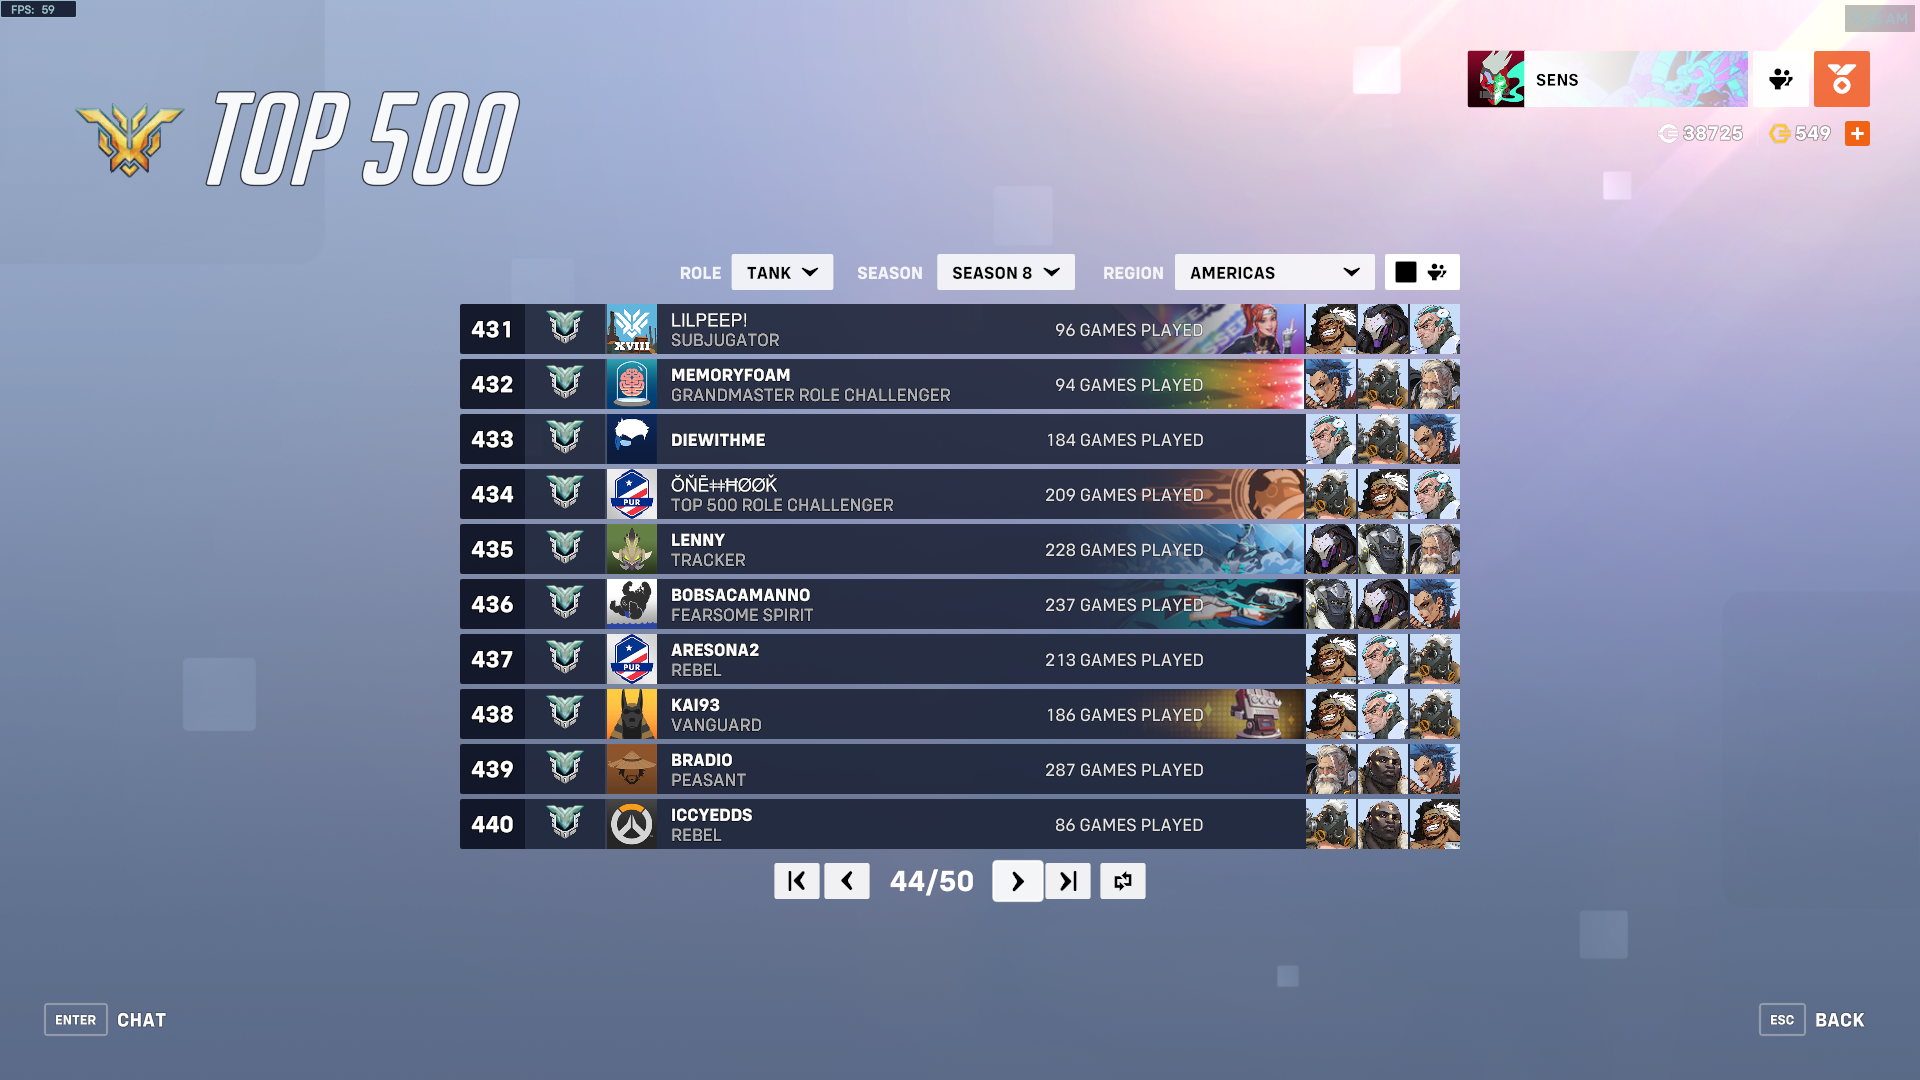 FPS: 59
SENS
TOP 500
38725
549
ROLE TANK SEASON SEASON 8 REGION AMERICAS
431 XVIII LILPEEP! SUBJUGATOR 96 GAMES PLAYED
432 MEMORYFOAM GRANDMASTER ROLE CHALLENGER 94 GAMES PLAYED
433 DIEWITHME 184 GAMES PLAYED
434 PUR ŎŇĒ⧺ĦØØǨ TOP 500 ROLE CHALLENGER 209 GAMES PLAYED
435 LENNY TRACKER 228 GAMES PLAYED
436 BOBSACAMANNO FEARSOME SPIRIT 237 GAMES PLAYED
437 PUR ARESONA2 REBEL 213 GAMES PLAYED
438 KAI93 VANGUARD 186 GAMES PLAYED
439 BRADIO PEASANT 287 GAMES PLAYED
440 ICCYEDDS REBEL 86 GAMES PLAYED
44/50
ENTER CHAT
ESC BACK